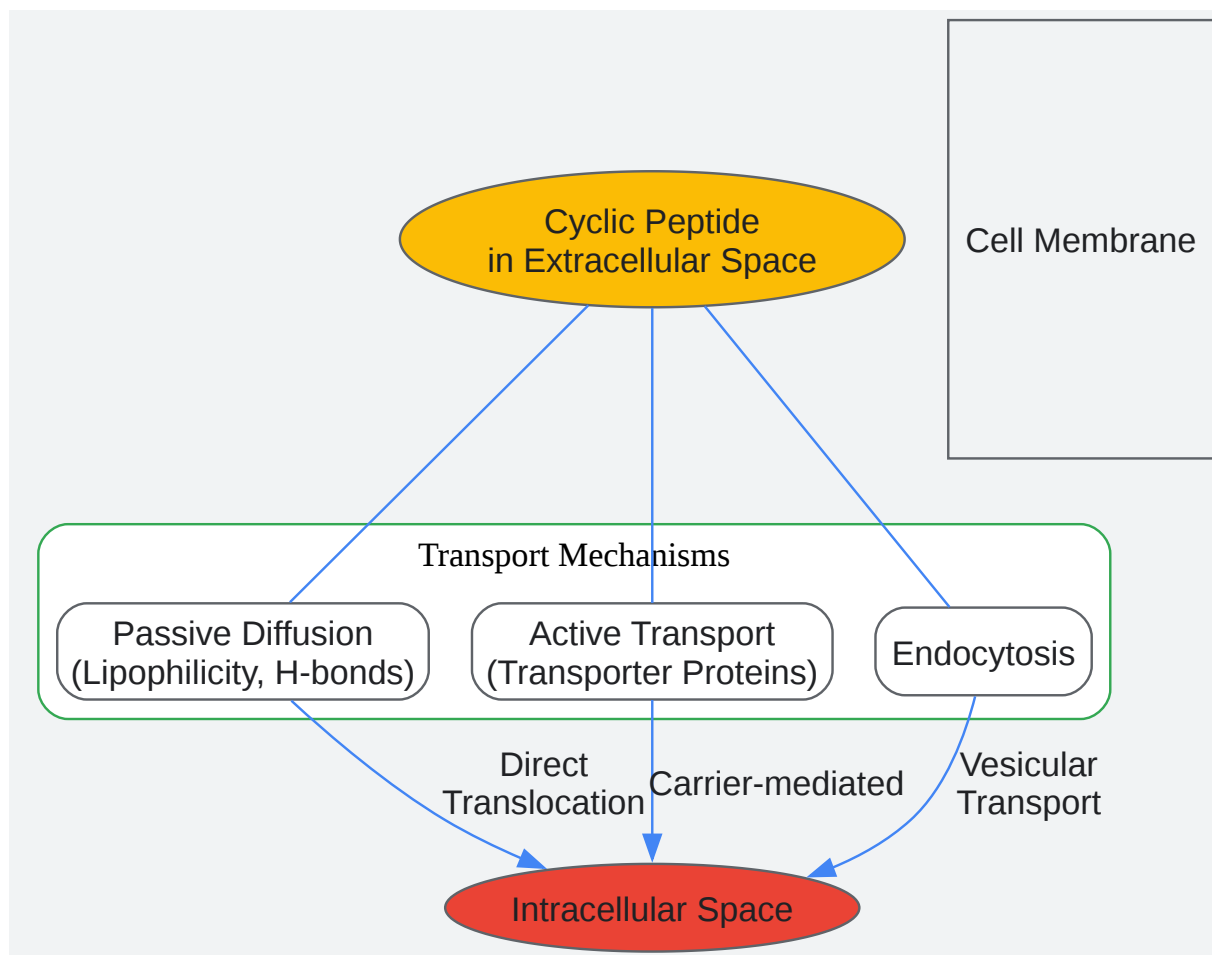 Cyclic Peptide
in Extracellular Space
Cell Membrane
Transport Mechanisms
Passive Diffusion
(Lipophilicity, H-bonds)
Active Transport
(Transporter Proteins)
Endocytosis
Direct
Translocation
Carrier-mediated
Vesicular
Transport
Intracellular Space